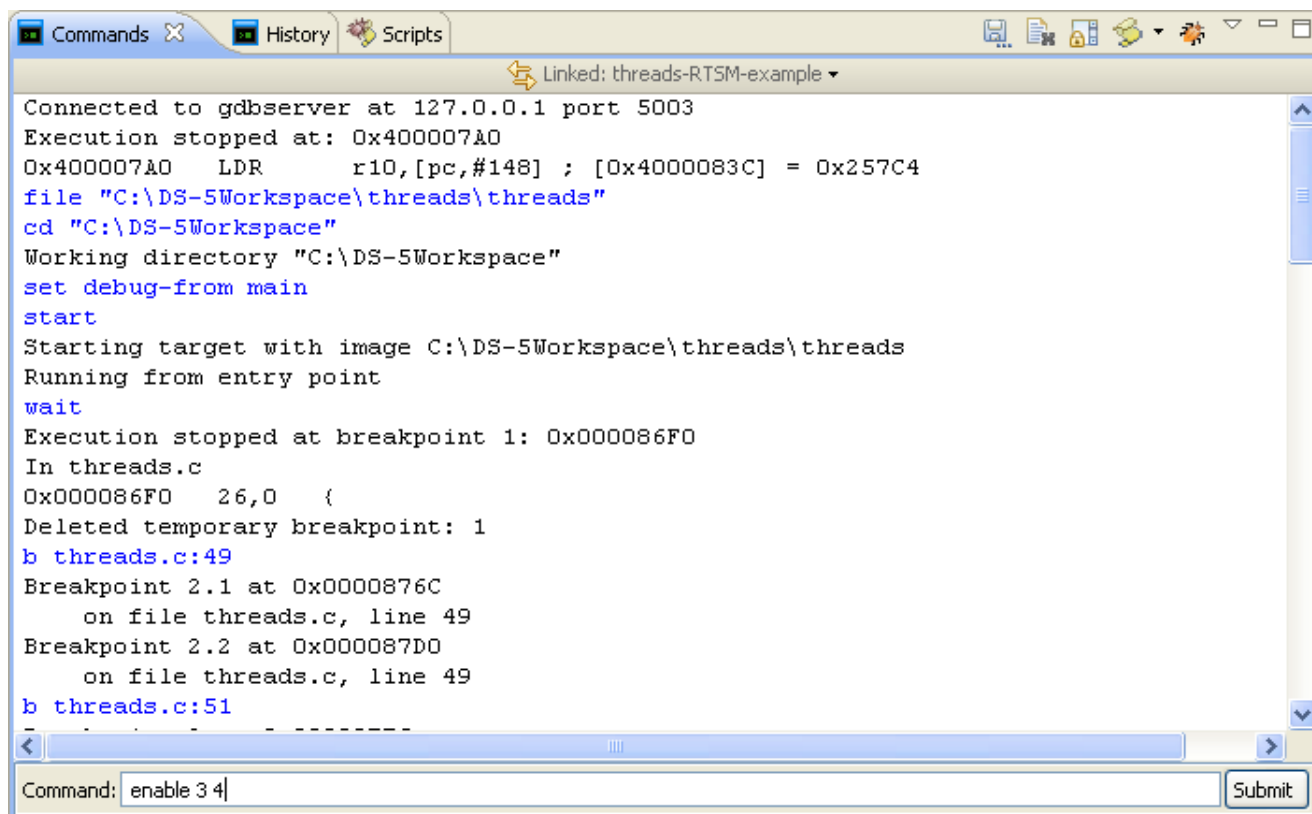 Commands History Scripts
Linked: threads-RTSM-example
Connected to gdbserver at 127.0.0.1 port 5003
Execution stopped at: 0x400007A0
0x400007A0 LDR r10,[pc,#148] ; [0x4000083C] = 0x257C4
file "C:\DS-5Workspace\threads\threads"
cd "C:\DS-5Workspace"
Working directory "C:\DS-5Workspace"
set debug-from main
start
Starting target with image C:\DS-5Workspace\threads\threads
Running from entry point
wait
Execution stopped at breakpoint 1: 0x000086F0
In threads.c
0x000086F0 26,0 {
Deleted temporary breakpoint: 1
b threads.c:49
Breakpoint 2.1 at 0x0000876C
on file threads.c, line 49
Breakpoint 2.2 at 0x000087D0
on file threads.c, line 49
b threads.c:51
Command: enable 3 4 Submit